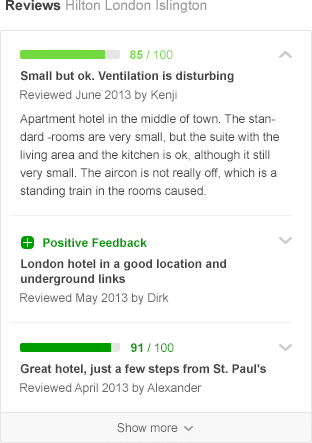 Reviews Hilton London Islington
85 / 100
Small but ok. Ventilation is disturbing
Reviewed June 2013 by Kenji
Apartment hotel in the middle of town. The stan-
dard -rooms are very small, but the suite with the
living area and the kitchen is ok, although it still
very small. The aircon is not really off, which is a
standing train in the rooms caused.
Positive Feedback
London hotel in a good location and
underground links
Reviewed May 2013 by Dirk
91 / 100
Great hotel, just a few steps from St. Paul's
Reviewed April 2013 by Alexander
Show more